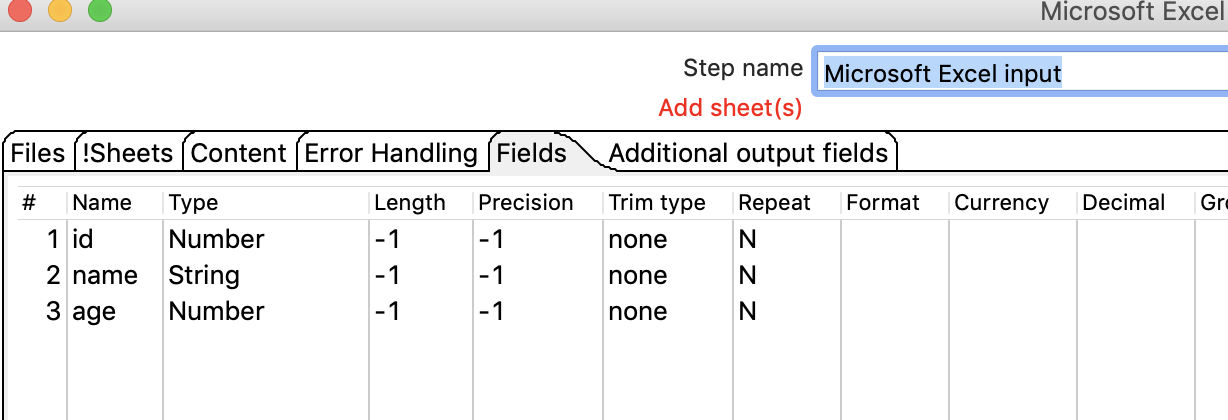 Microsoft Excel
Step name Microsoft Excel input
Add sheet(s)
Files !Sheets Content Error Handling Fields Additional output fields
# Name Type Length Precision Trim type Repeat Format Currency Decimal Gr
1 id Number -1 -1 none N
2 name String -1 -1 none N
3 age Number -1 -1 none N